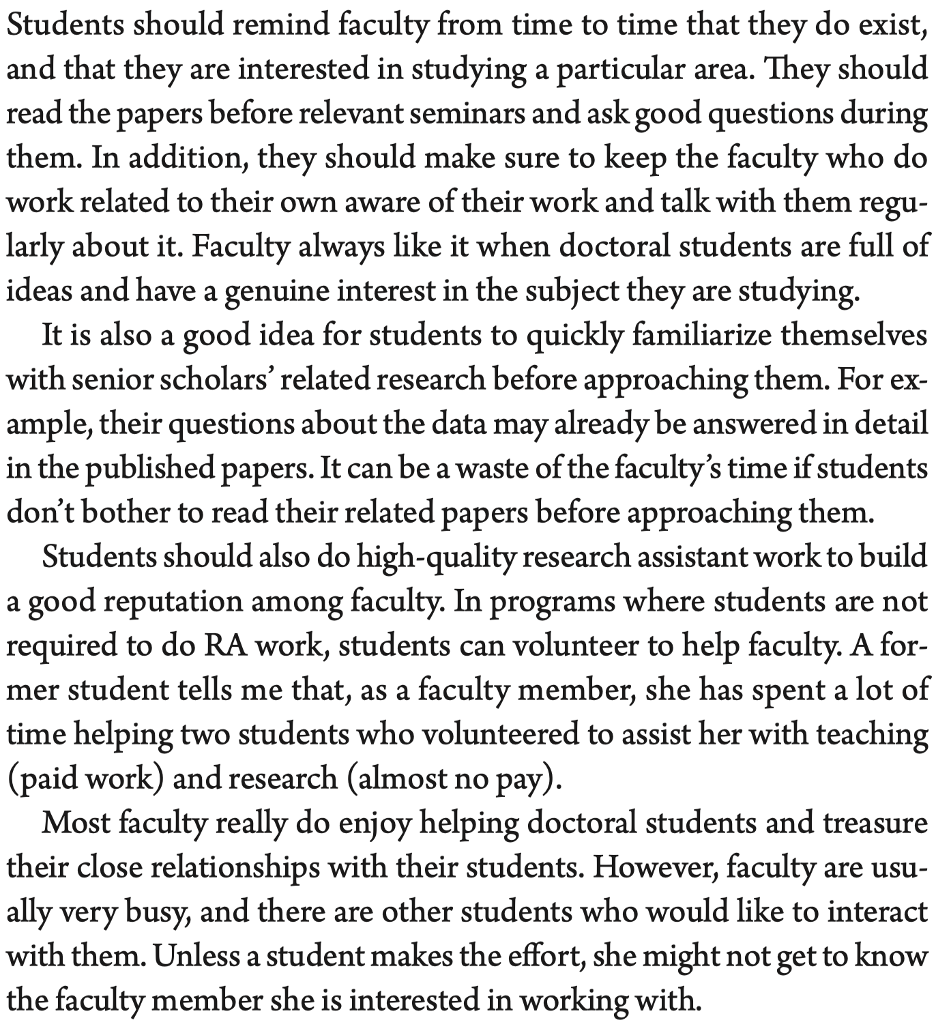 Students should remind faculty from time to time that they do exist,
and that they are interested in studying a particular area. They should
read the papers before relevant seminars and ask good questions during
them. In addition, they should make sure to keep the faculty who do
work related to their own aware of their work and talk with them regu-
larly about it. Faculty always like it when doctoral students are full of
ideas and have a genuine interest in the subject they are studying.
It is also a good idea for students to quickly familiarize themselves
with senior scholars’ related research before approaching them. For ex-
ample, their questions about the data may already be answered in detail
in the published papers. It can be a waste of the faculty’s time if students
don’t bother to read their related papers before approaching them.
Students should also do high-quality research assistant work to build
a good reputation among faculty. In programs where students are not
required to do RA work, students can volunteer to help faculty. A for-
mer student tells me that, as a faculty member, she has spent a lot of
time helping two students who volunteered to assist her with teaching
(paid work) and research (almost no pay).
Most faculty really do enjoy helping doctoral students and treasure
their close relationships with their students. However, faculty are usu-
ally very busy, and there are other students who would like to interact
with them. Unless a student makes the effort, she might not get to know
the faculty member she is interested in working with.